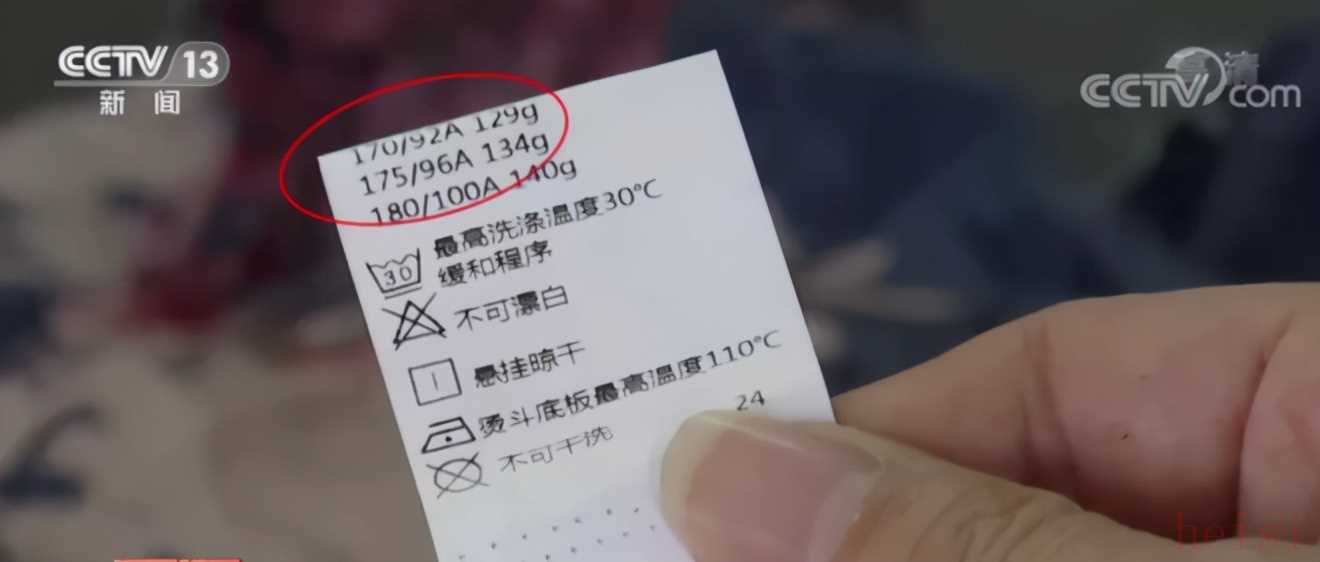 CCTV 13
新闻
高清
CCTV com
170/92A 129g
175/96A 134g
180/100A 140g
30
最高洗涤温度30℃
缓和程序
不可漂白
悬挂晾干
熨斗底板最高温度110℃
24
不可干洗